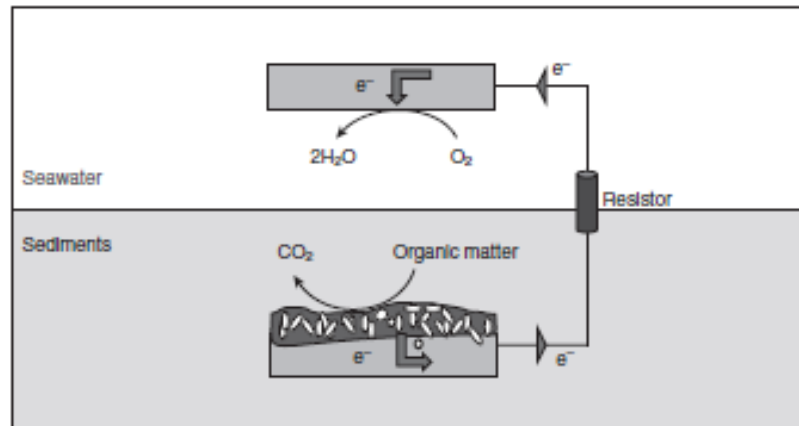 e⁻
e⁻
2H₂O
O₂
Seawater
Resistor
Sediments
CO₂
Organic matter
e⁻
e⁻